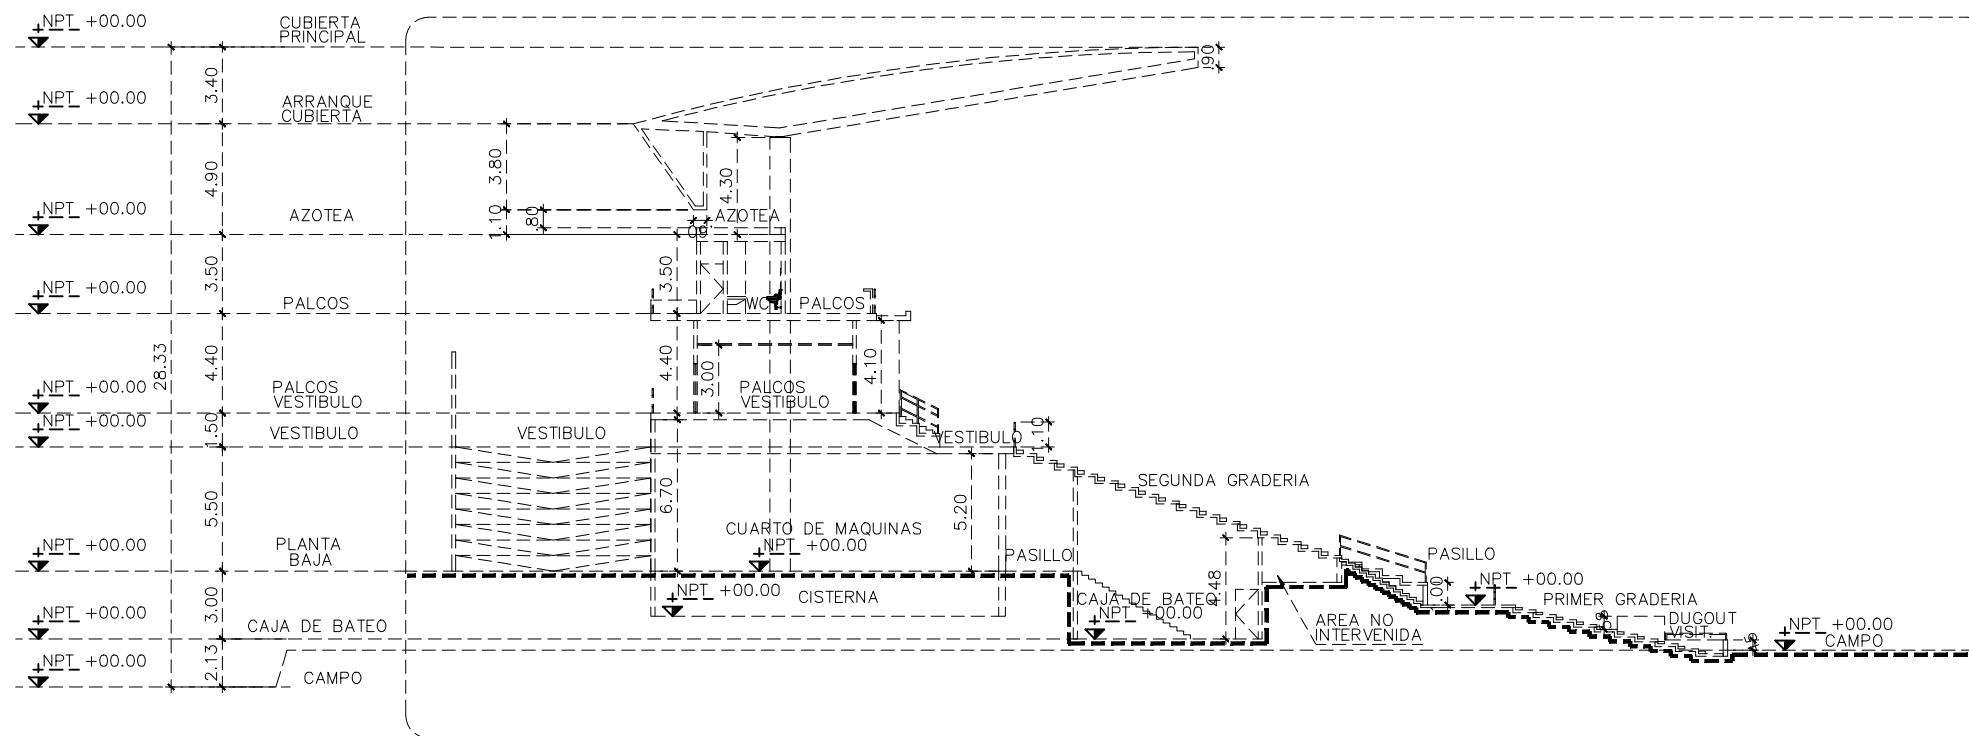 NPT +00.00
CUBIERTA
PRINCIPAL
.90
3.40
NPT +00.00
ARRANQUE
CUBIERTA
3.80
4.90
4.30
NPT +00.00
AZOTEA
1.10
.80
.60
AZOTEA
3.50
3.50
NPT +00.00
PALCOS
WC
PALCOS
28.33
4.40
4.40
3.00
4.10
NPT +00.00
PALCOS
VESTIBULO
PALCOS
VESTIBULO
NPT +00.00
1.50
VESTIBULO
VESTIBULO
VESTIBULO
1.10
SEGUNDA GRADERIA
5.50
6.70
5.20
CUARTO DE MAQUINAS
NPT +00.00
NPT +00.00
PLANTA
BAJA
PASILLO
PASILLO
NPT +00.00
CISTERNA
NPT +00.00
3.00
4.48
CAJA DE BATEO
NPT +00.00
AREA NO
INTERVENIDA
PRIMER GRADERIA
DUGOUT
VISIT.
NPT +00.00
CAMPO
NPT +00.00
CAJA DE BATEO
NPT +00.00
2.13
CAMPO